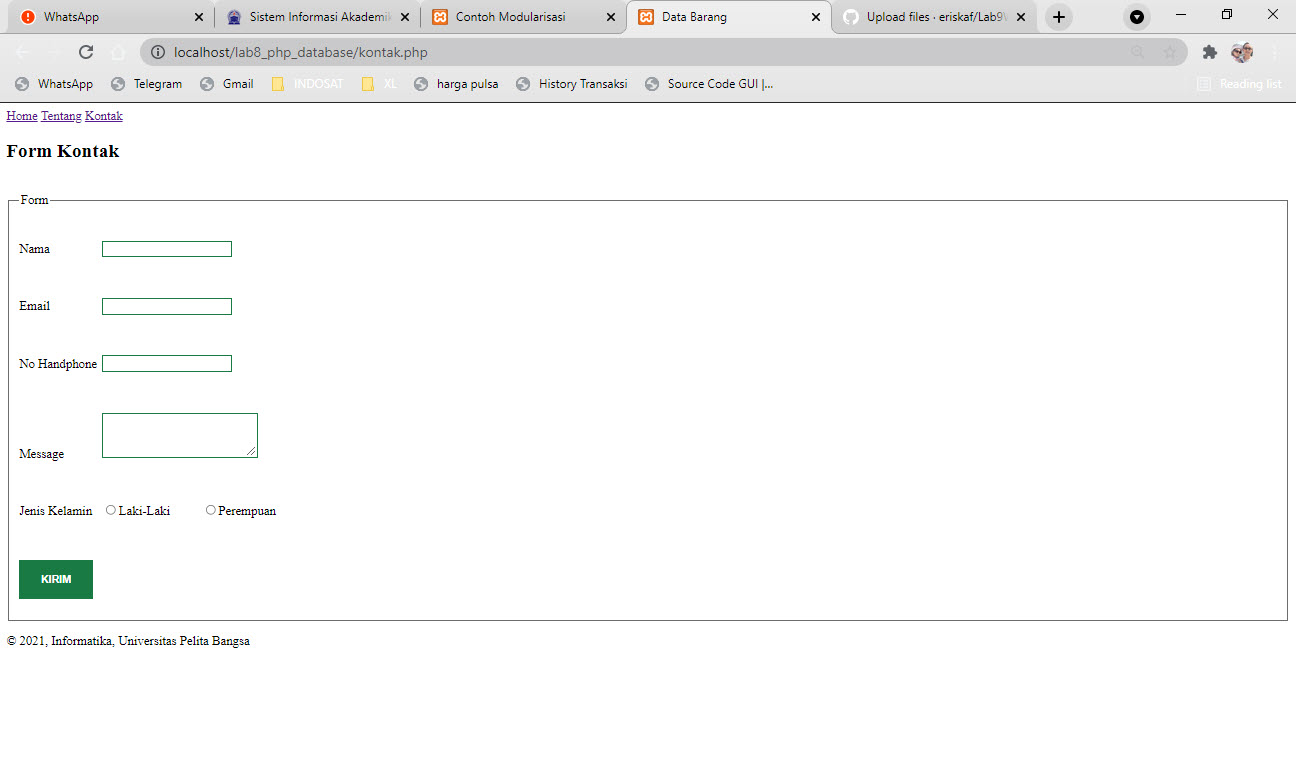 WhatsApp
Sistem Informasi Akademik
Contoh Modularisasi
Data Barang
Upload files · eriskaf/Lab9
localhost/lab8_php_database/kontak.php
WhatsApp
Telegram
Gmail
INDOSAT
XL
harga pulsa
History Transaksi
Source Code GUI |...
Reading list
Home Tentang Kontak
Form Kontak
Form
Nama
Email
No Handphone
Message
Jenis Kelamin Laki-Laki Perempuan
KIRIM
© 2021, Informatika, Universitas Pelita Bangsa